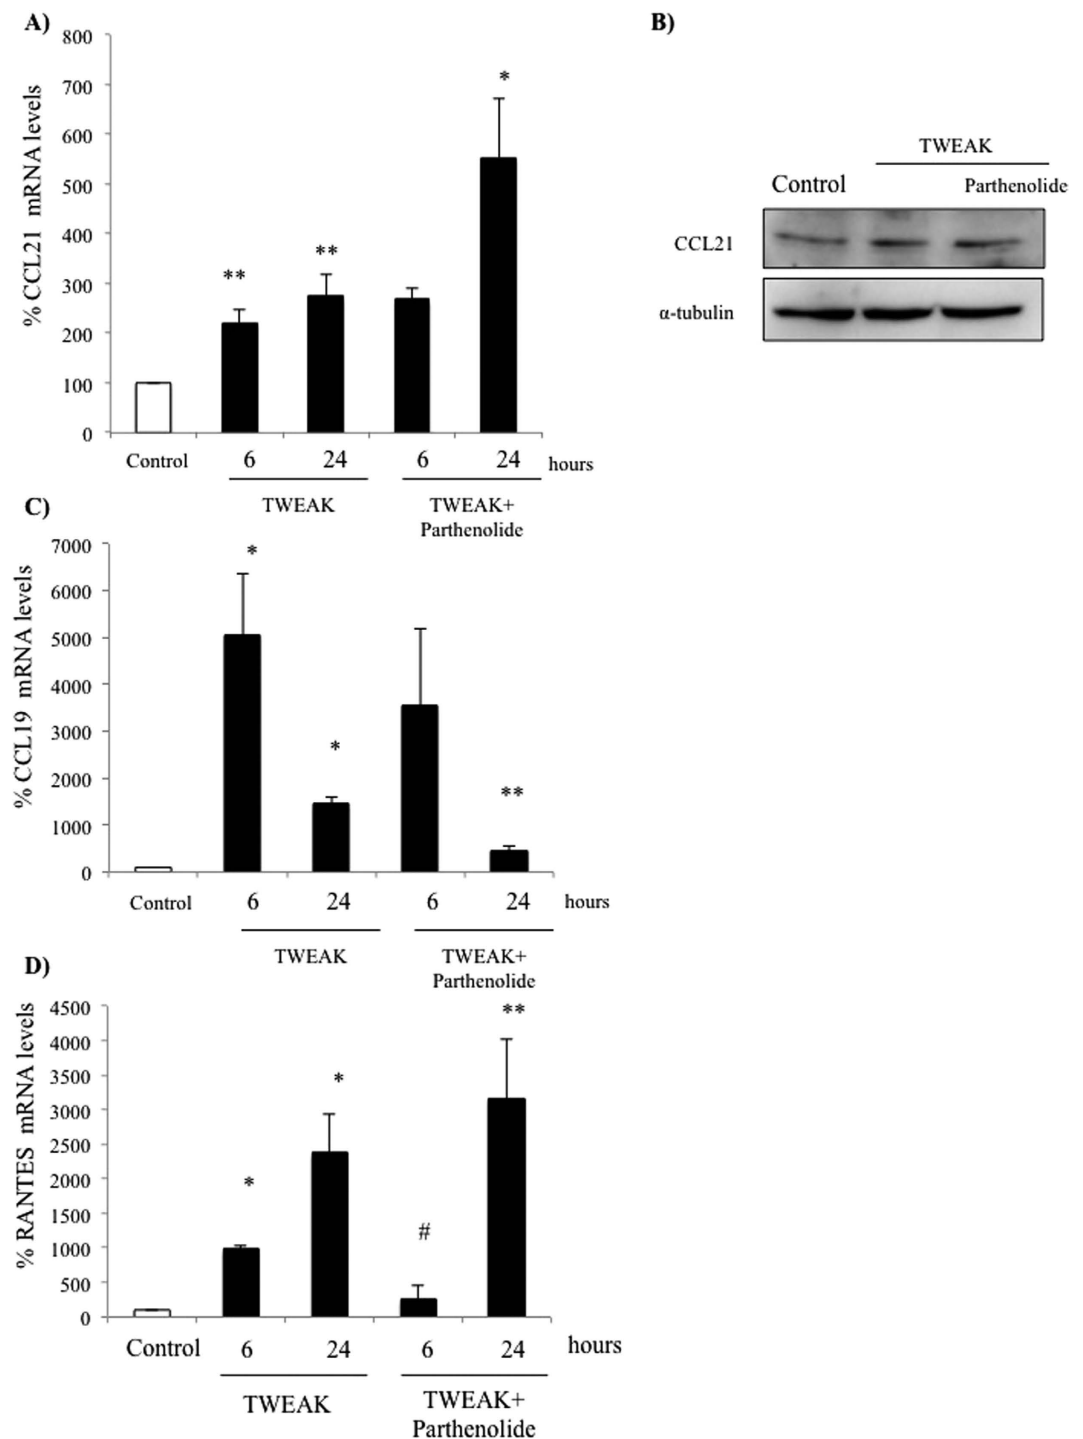 A)
800
700
600
500
400
300
200
100
0
% CCL21 mRNA levels
**
**
*
Control
6
24
6
24
hours
TWEAK
TWEAK+
Parthenolide
B)
TWEAK
Control
Parthenolide
CCL21
α-tubulin
C)
7000
6000
5000
4000
3000
2000
1000
0
% CCL19 mRNA levels
*
*
**
Control
6
24
6
24
hours
TWEAK
TWEAK+
Parthenolide
D)
4500
4000
3500
3000
2500
2000
1500
1000
500
0
% RANTES mRNA levels
*
*
#
**
Control
6
24
6
24
hours
TWEAK
TWEAK+
Parthenolide